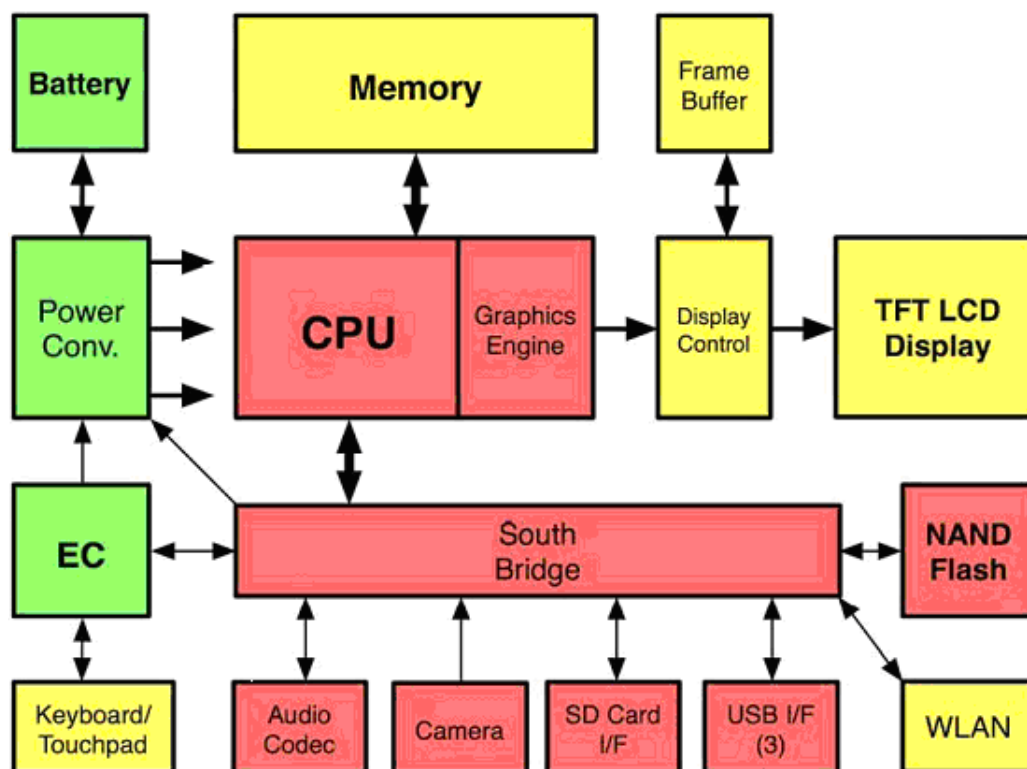 Battery
Memory
Frame
Buffer
Power
Conv.
CPU
Graphics
Engine
Display
Control
TFT LCD
Display
EC
South
Bridge
NAND
Flash
Keyboard/
Touchpad
Audio
Codec
Camera
SD Card
I/F
USB I/F
(3)
WLAN